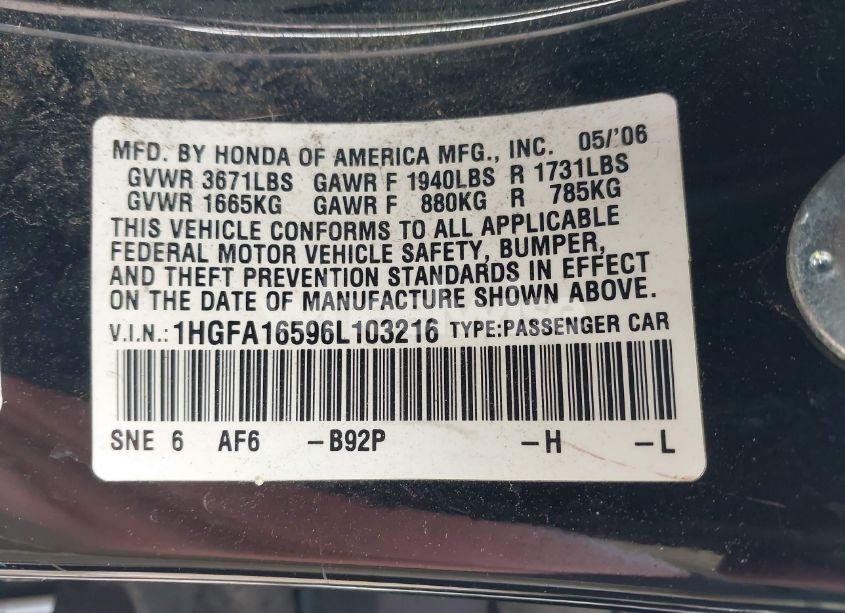 MFD. BY HONDA OF AMERICA MFG., INC. 05/'06
GVWR 3671LBS GAWR F 1940LBS R 1731LBS
GVWR 1665KG GAWR F 880KG R 785KG
THIS VEHICLE CONFORMS TO ALL APPLICABLE
FEDERAL MOTOR VEHICLE SAFETY, BUMPER,
AND THEFT PREVENTION STANDARDS IN EFFECT
ON THE DATE OF MANUFACTURE SHOWN ABOVE.
V.I.N.: 1HGFA16596L103216 TYPE:PASSENGER CAR
SNE 6 AF6 -B92P -H -L